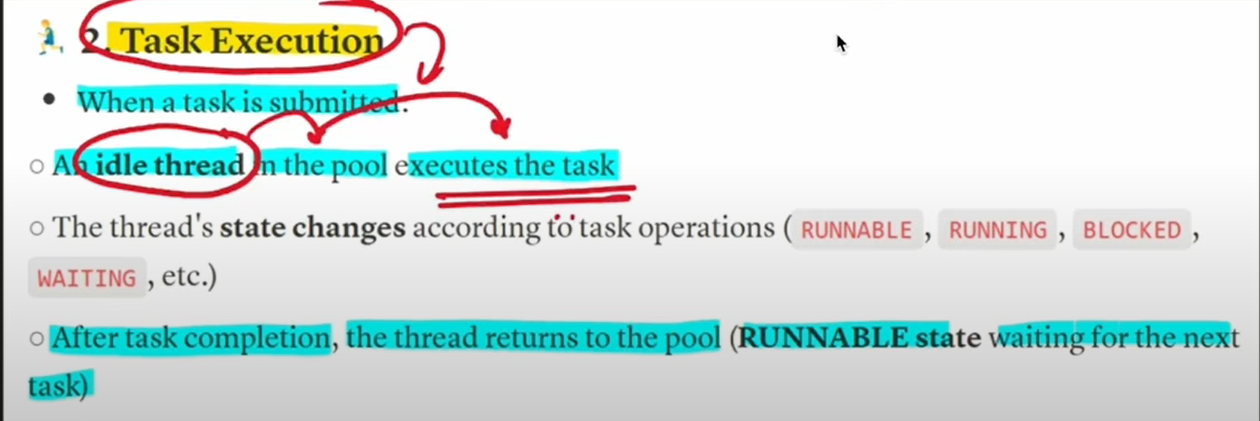 🏃 2. Task Execution
• When a task is submitted:
○ An idle thread in the pool executes the task
○ The thread's state changes according to task operations ( RUNNABLE , RUNNING , BLOCKED ,
WAITING , etc.)
○ After task completion, the thread returns to the pool (RUNNABLE state waiting for the next
task)